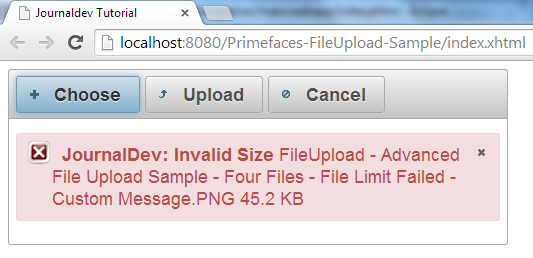 Journaldev Tutorial
localhost:8080/Primefaces-FileUpload-Sample/index.xhtml
Choose Upload Cancel
JournalDev: Invalid Size FileUpload - Advanced
File Upload Sample - Four Files - File Limit Failed -
Custom Message.PNG 45.2 KB